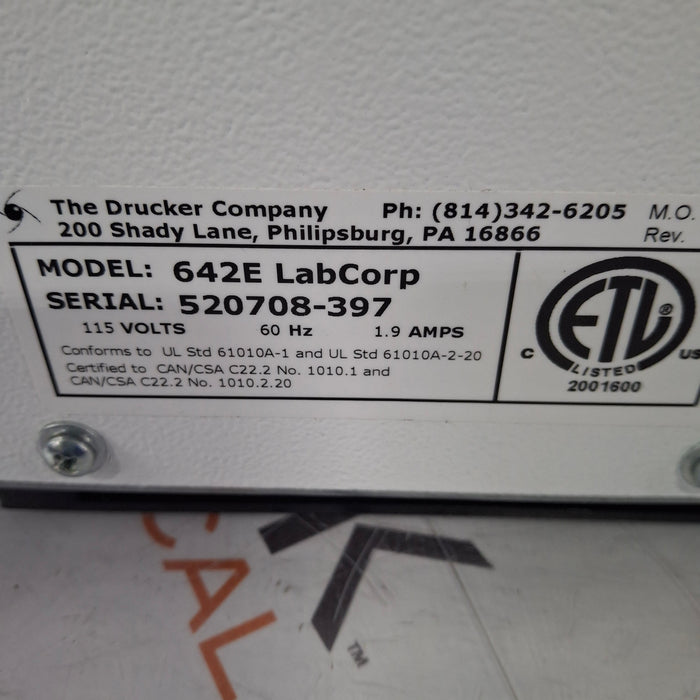 The Drucker Company Ph: (814)342-6205 M.O.
200 Shady Lane, Philipsburg, PA 16866 Rev.
MODEL: 642E LabCorp
SERIAL: 520708-397
115 VOLTS 60 Hz 1.9 AMPS
Conforms to UL Std 61010A-1 and UL Std 61010A-2-20
Certified to CAN/CSA C22.2 No. 1010.1 and
CAN/CSA C22.2 No. 1010.2.20
ETL ®
C US
LISTED
2001600
K
CAL
TM